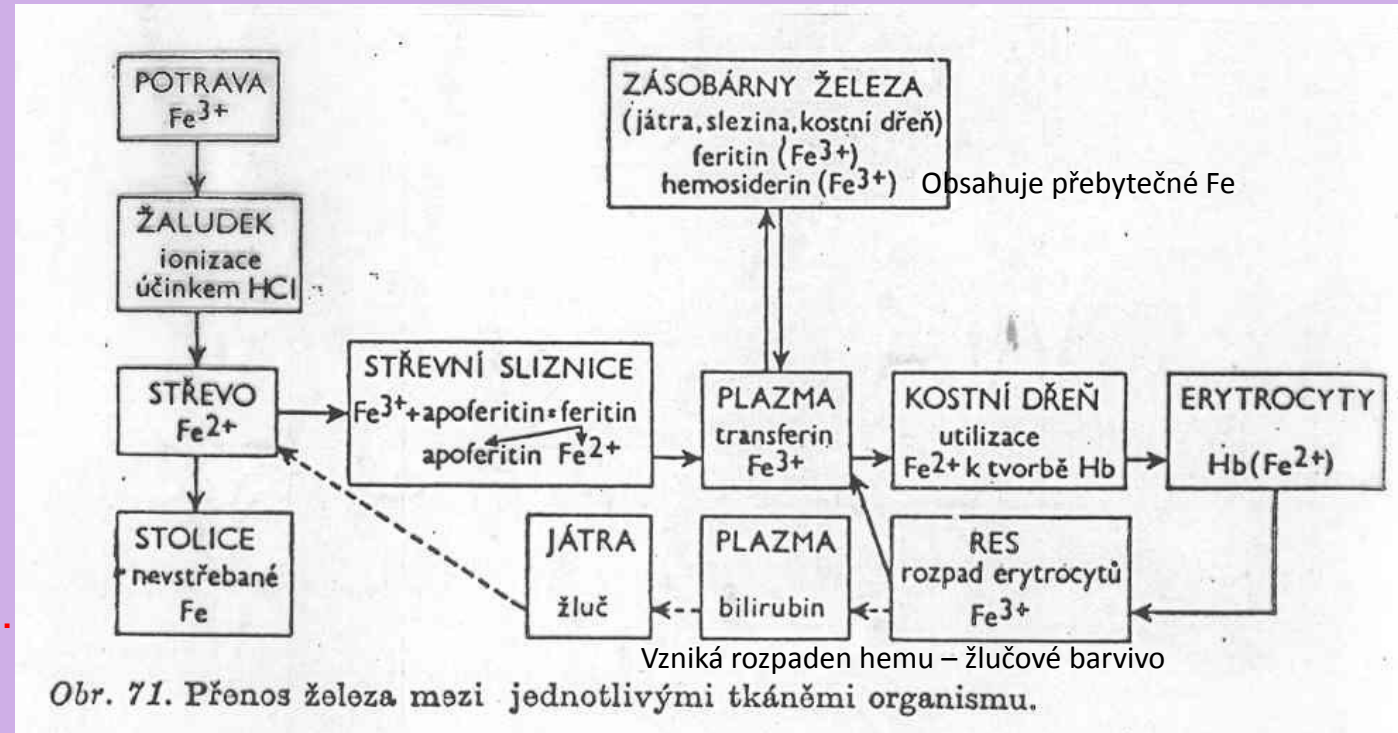 POTRAVA
Fe3+
ZÁSOBÁRNY ŽELEZA
(játra, slezina, kostní dřeň)
feritin (Fe3+)
hemosiderin (Fe3+)
Obsahuje přebytečné Fe
ŽALUDEK
ionizace
účinkem HCl
STŘEVO
Fe2+
STŘEVNÍ SLIZNICE
Fe3+ + apoferitin = feritin
apoferitin Fe2+
PLAZMA
transferin
Fe3+
KOSTNÍ DŘEŇ
utilizace
Fe2+ k tvorbě Hb
ERYTROCYTY
Hb(Fe2+)
STOLICE
nevstřebané
Fe
JÁTRA
žluč
PLAZMA
bilirubin
RES
rozpad erytrocytů
Fe3+
Vzniká rozpaden hemu – žlučové barvivo
Obr. 71. Přenos železa mezi jednotlivými tkáněmi organismu.